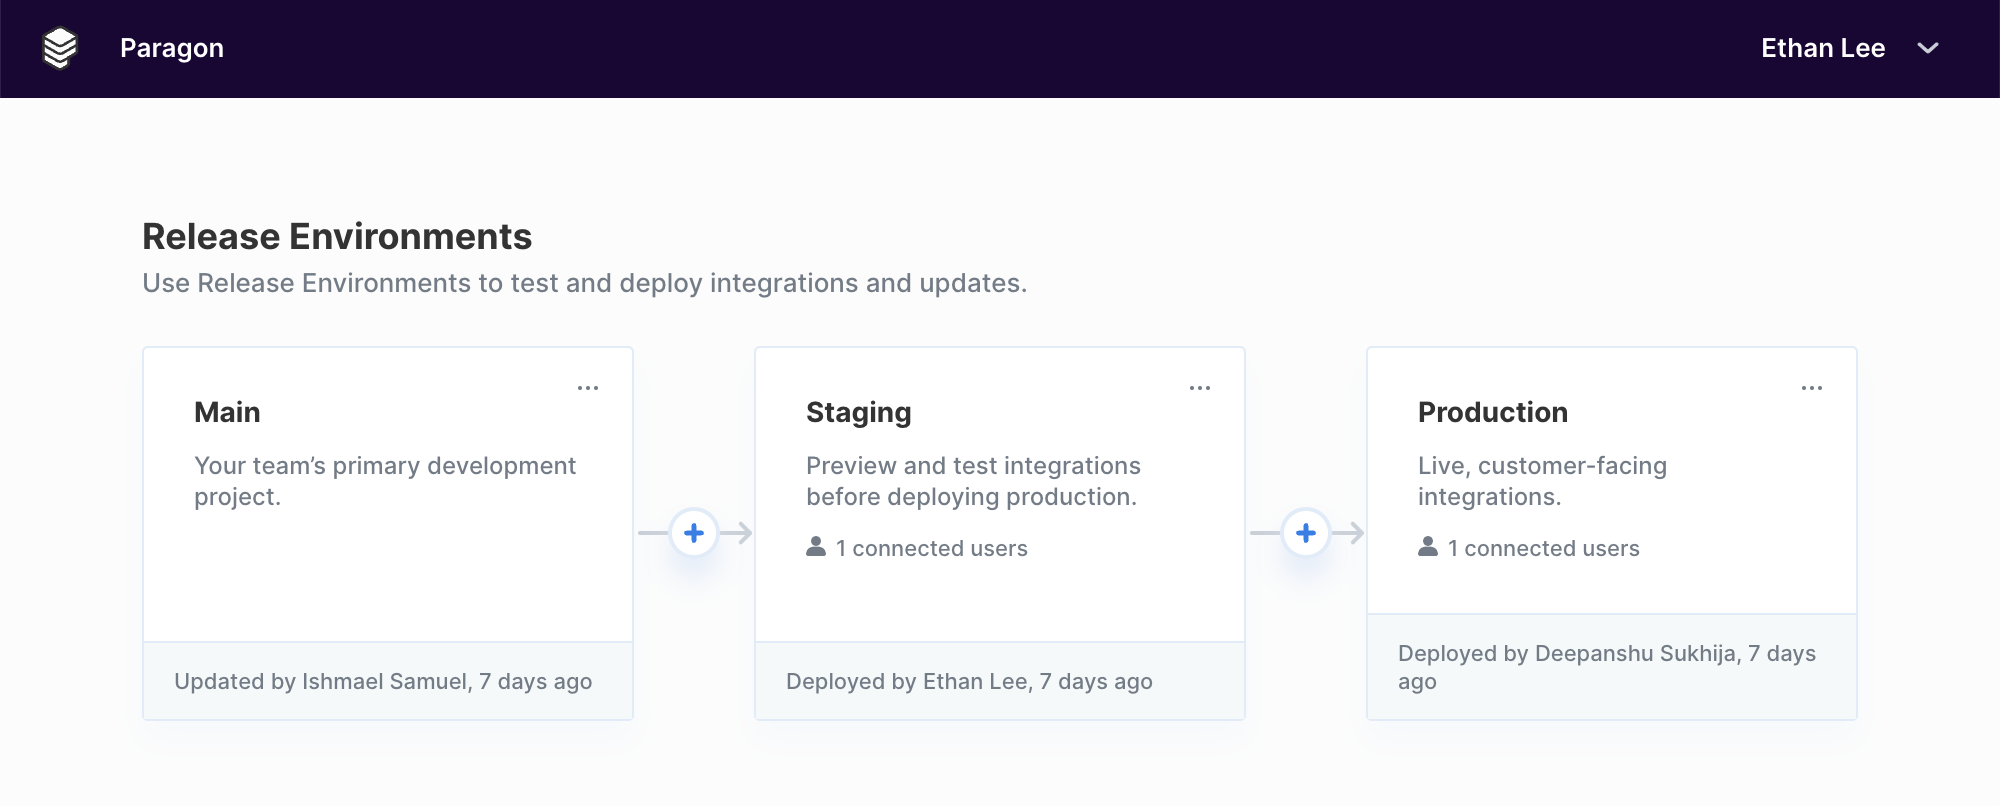 Paragon
Ethan Lee
Release Environments
Use Release Environments to test and deploy integrations and updates.
Main
Your team’s primary development
project.
Updated by Ishmael Samuel, 7 days ago
Staging
Preview and test integrations
before deploying production.
1 connected users
Deployed by Ethan Lee, 7 days ago
Production
Live, customer-facing
integrations.
1 connected users
Deployed by Deepanshu Sukhija, 7 days
ago